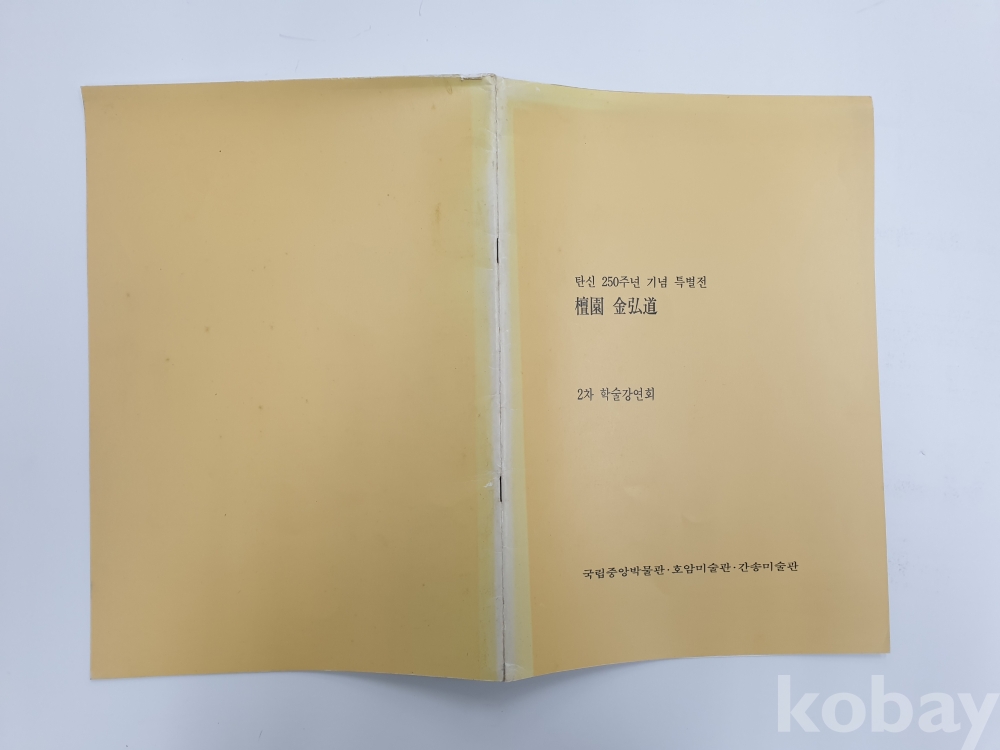 탄신 250주년 기념 특별전
檀園 金弘道
2차 학술강연회
국립중앙박물관·호암미술관·간송미술관
kobay